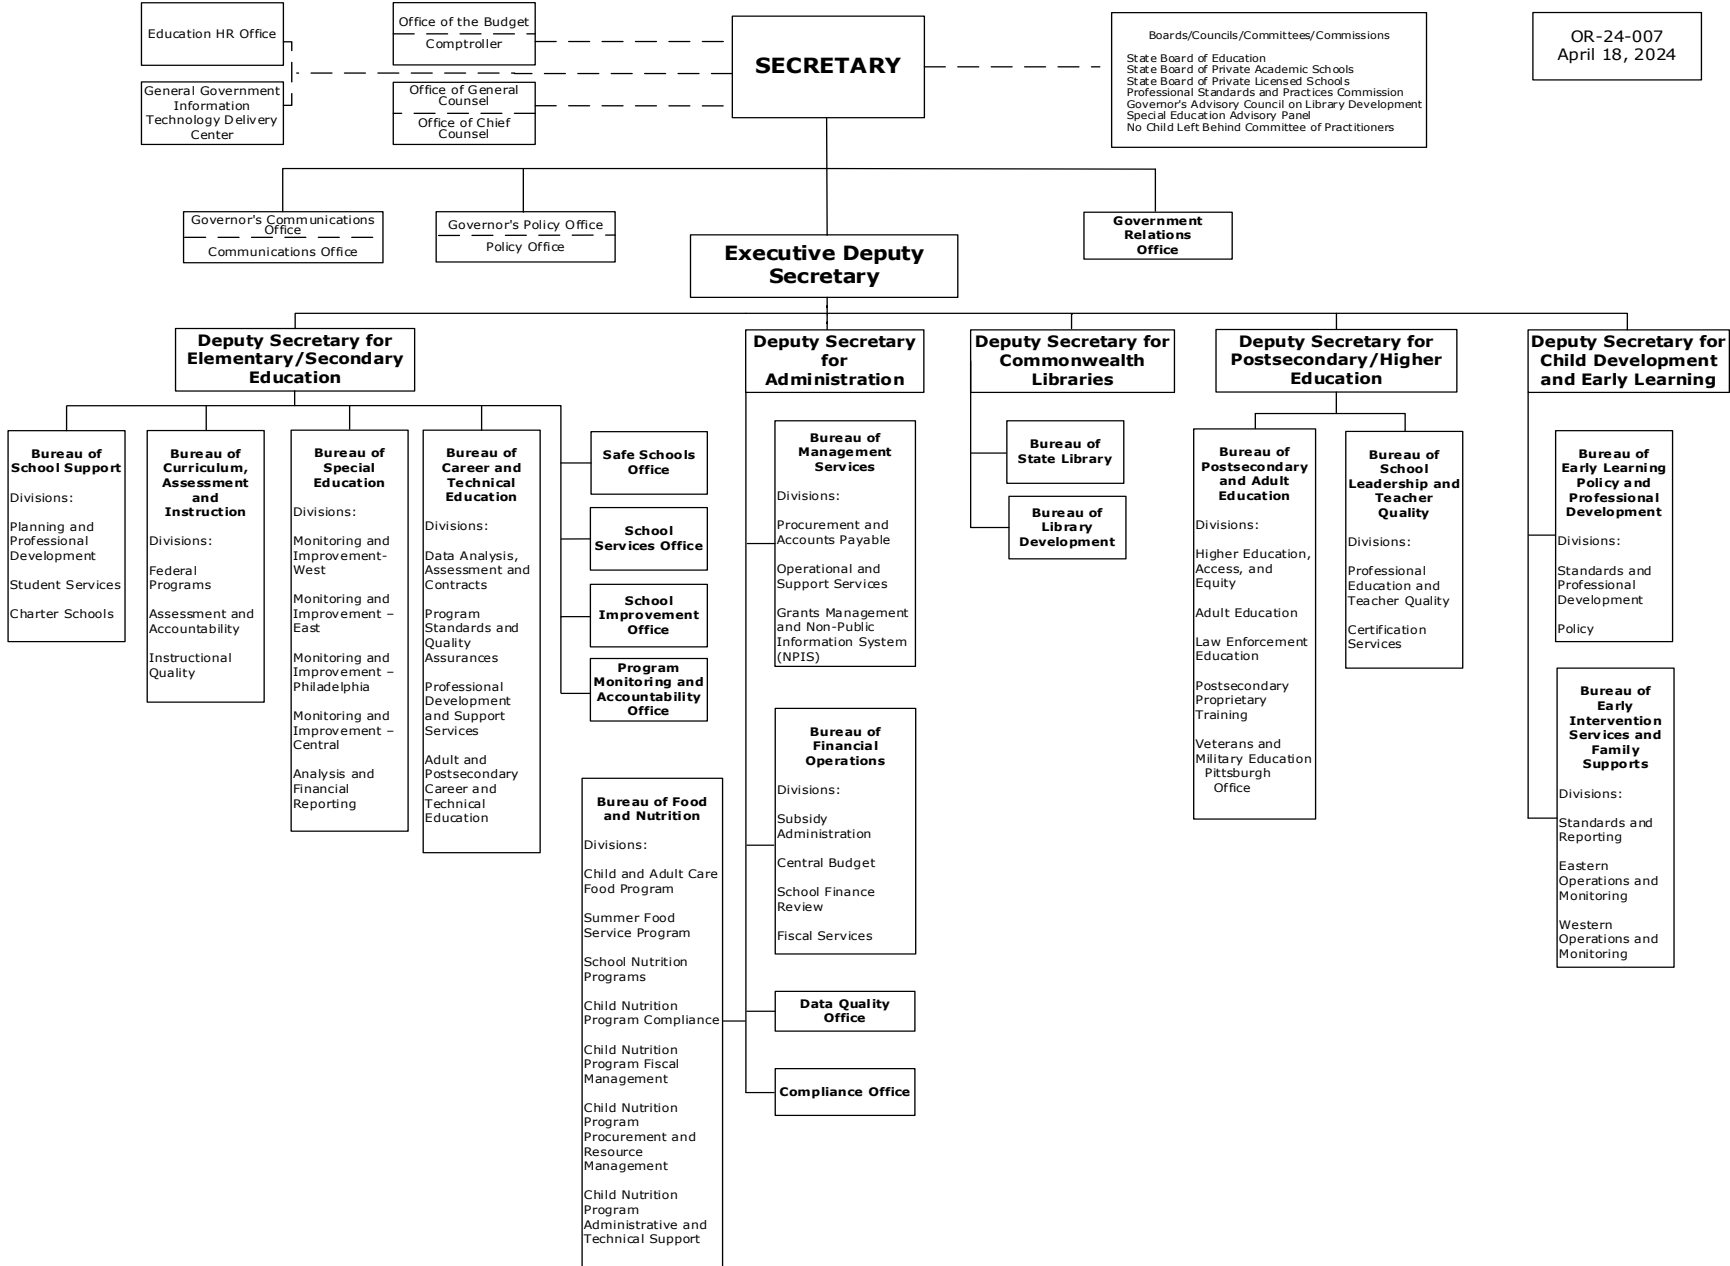 Education HR Office
General Government
Information
Technology Delivery
Center
Office of the Budget
Comptroller
Office of General
Counsel
Office of Chief
Counsel
SECRETARY
Boards/Councils/Committees/Commissions
State Board of Education
State Board of Private Academic Schools
State Board of Private Licensed Schools
Professional Standards and Practices Commission
Governor's Advisory Council on Library Development
Special Education Advisory Panel
No Child Left Behind Committee of Practitioners
OR-24-007
April 18, 2024
Governor's Communications
Office
Communications Office
Governor's Policy Office
Policy Office
Government
Relations
Office
Executive Deputy
Secretary
Deputy Secretary for
Elementary/Secondary
Education
Deputy Secretary
for
Administration
Deputy Secretary for
Commonwealth
Libraries
Deputy Secretary for
Postsecondary/Higher
Education
Deputy Secretary for
Child Development
and Early Learning
Bureau of
School Support
Divisions:
Planning and
Professional
Development
Student Services
Charter Schools
Bureau of
Curriculum,
Assessment
and
Instruction
Divisions:
Federal
Programs
Assessment and
Accountability
Instructional
Quality
Bureau of
Special
Education
Divisions:
Monitoring and
Improvement-
West
Monitoring and
Improvement –
East
Monitoring and
Improvement –
Philadelphia
Monitoring and
Improvement –
Central
Analysis and
Financial
Reporting
Bureau of
Career and
Technical
Education
Divisions:
Data Analysis,
Assessment and
Contracts
Program
Standards and
Quality
Assurances
Professional
Development
and Support
Services
Adult and
Postsecondary
Career and
Technical
Education
Safe Schools
Office
School
Services Office
School
Improvement
Office
Program
Monitoring and
Accountability
Office
Bureau of Food
and Nutrition
Divisions:
Child and Adult Care
Food Program
Summer Food
Service Program
School Nutrition
Programs
Child Nutrition
Program Compliance
Child Nutrition
Program Fiscal
Management
Child Nutrition
Program
Procurement and
Resource
Management
Child Nutrition
Program
Administrative and
Technical Support
Bureau of
Management
Services
Divisions:
Procurement and
Accounts Payable
Operational and
Support Services
Grants Management
and Non-Public
Information System
(NPIS)
Bureau of
Financial
Operations
Divisions:
Subsidy
Administration
Central Budget
School Finance
Review
Fiscal Services
Data Quality
Office
Compliance Office
Bureau of
State Library
Bureau of
Library
Development
Bureau of
Postsecondary
and Adult
Education
Divisions:
Higher Education,
Access, and
Equity
Adult Education
Law Enforcement
Education
Postsecondary
Proprietary
Training
Veterans and
Military Education
Pittsburgh
Office
Bureau of
School
Leadership and
Teacher
Quality
Divisions:
Professional
Education and
Teacher Quality
Certification
Services
Bureau of
Early Learning
Policy and
Professional
Development
Divisions:
Standards and
Professional
Development
Policy
Bureau of
Early
Intervention
Services and
Family
Supports
Divisions:
Standards and
Reporting
Eastern
Operations and
Monitoring
Western
Operations and
Monitoring